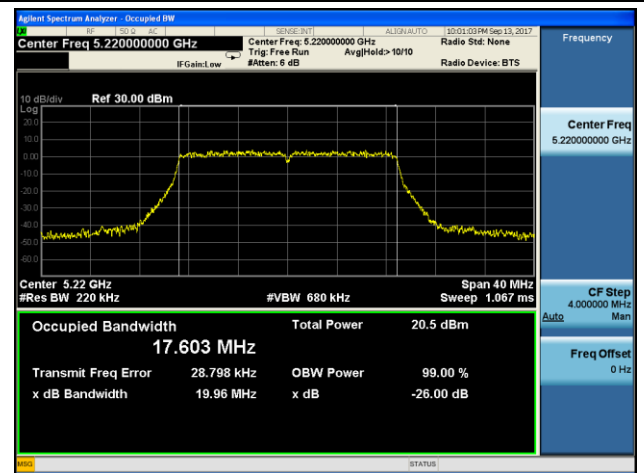 Agilent Spectrum Analyzer - Occupied BW
RF 50 Ω AC SENSE:INT ALIGNAUTO 10:01:03 PM Sep 13, 2017
Center Freq 5.220000000 GHz Center Freq: 5.220000000 GHz Radio Std: None
Trig: Free Run Avg|Hold:> 10/10
IFGain:Low #Atten: 6 dB Radio Device: BTS
10 dB/div Ref 30.00 dBm
Log
20.0
10.0
0.00
-10.0
-20.0
-30.0
-40.0
-50.0
-60.0
Center 5.22 GHz Span 40 MHz
#Res BW 220 kHz #VBW 680 kHz Sweep 1.067 ms
Occupied Bandwidth Total Power 20.5 dBm
17.603 MHz
Transmit Freq Error 28.798 kHz OBW Power 99.00 %
x dB Bandwidth 19.96 MHz x dB -26.00 dB
Frequency
Center Freq
5.220000000 GHz
CF Step
4.000000 MHz
Auto Man
Freq Offset
0 Hz
MSG STATUS